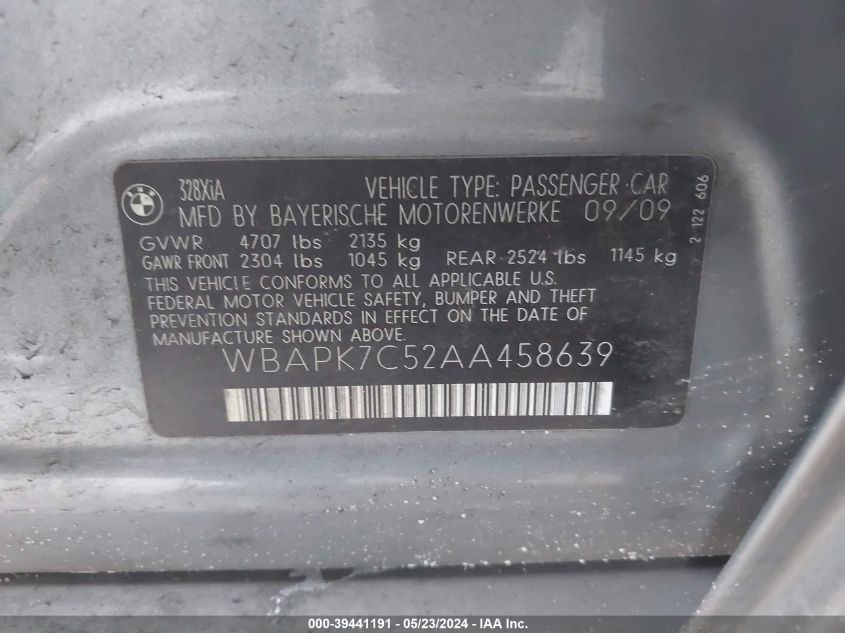 BMW
328XiA VEHICLE TYPE: PASSENGER CAR
MFD BY BAYERISCHE MOTORENWERKE 09/09
GVWR 4707 lbs 2135 kg
GAWR FRONT 2304 lbs 1045 kg REAR 2524 lbs 1145 kg
THIS VEHICLE CONFORMS TO ALL APPLICABLE U.S.
FEDERAL MOTOR VEHICLE SAFETY, BUMPER AND THEFT
PREVENTION STANDARDS IN EFFECT ON THE DATE OF
MANUFACTURE SHOWN ABOVE.
WBAPK7C52AA458639
2 122 606
000-39441191 - 05/23/2024 - IAA Inc.